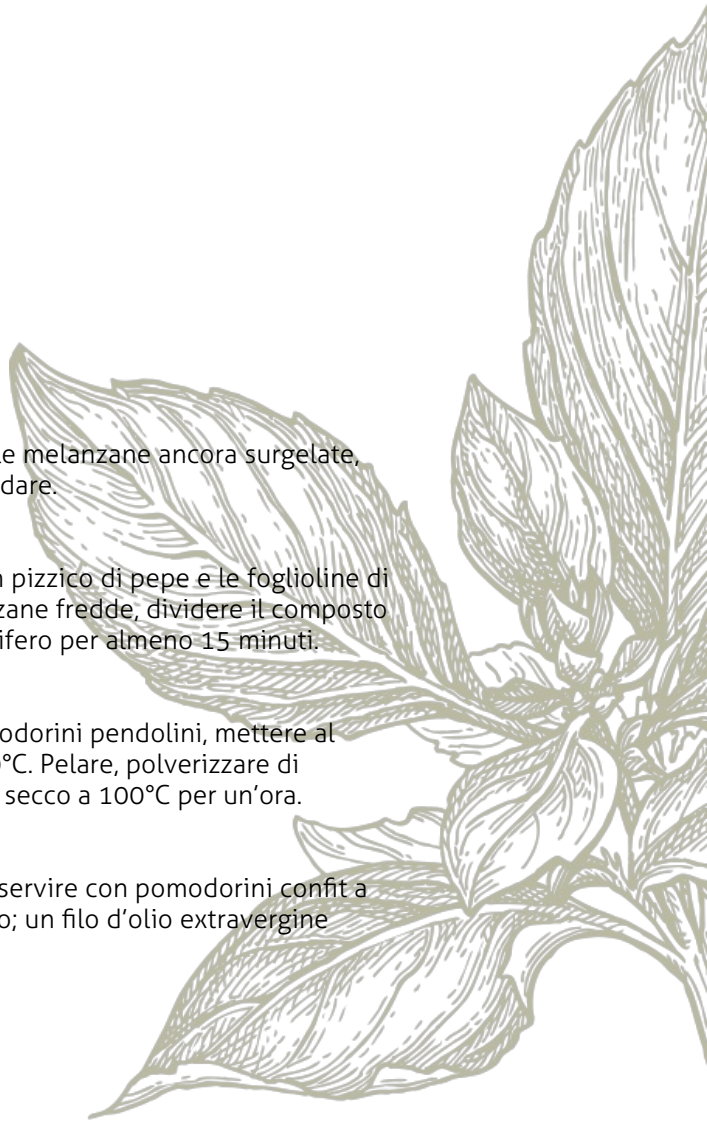 le melanzane ancora surgelate,
dare.
n pizzico di pepe e le foglioline di
zane fredde, dividere il composto
ifero per almeno 15 minuti.
odorini pendolini, mettere al
°C. Pelare, polverizzare di
secco a 100°C per un’ora.
servire con pomodorini confit a
o; un filo d’olio extravergine